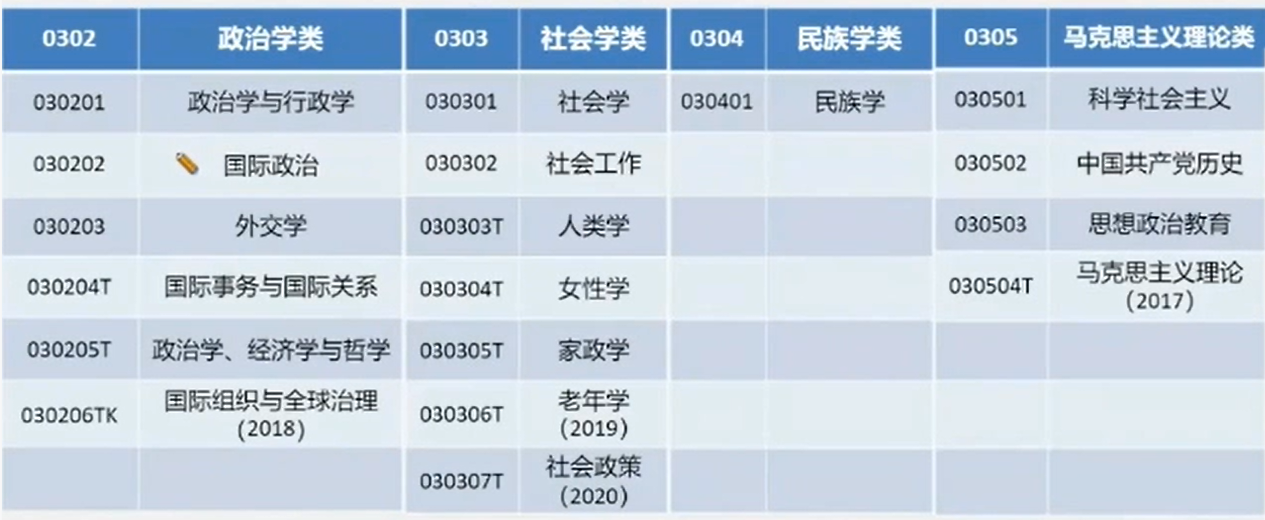 0302 政治学类 0303 社会学类 0304 民族学类 0305 马克思主义理论类
030201 政治学与行政学 030301 社会学 030401 民族学 030501 科学社会主义
030202 国际政治 030302 社会工作 030502 中国共产党历史
030203 外交学 030303T 人类学 030503 思想政治教育
030204T 国际事务与国际关系 030304T 女性学 030504T 马克思主义理论
(2017)
030205T 政治学、经济学与哲学 030305T 家政学
030206TK 国际组织与全球治理 030306T 老年学
(2018) (2019)
030307T 社会政策
(2020)